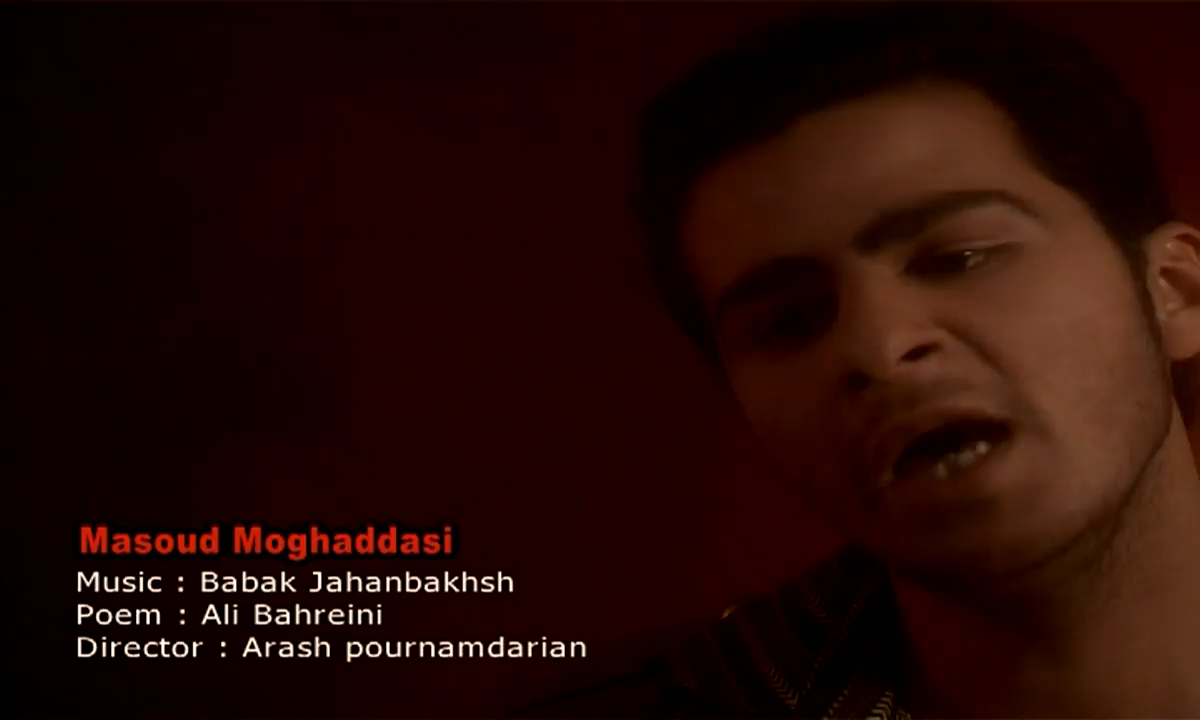 Masoud Moghaddasi
Music : Babak Jahanbakhsh
Poem : Ali Bahreini
Director : Arash pournamdarian